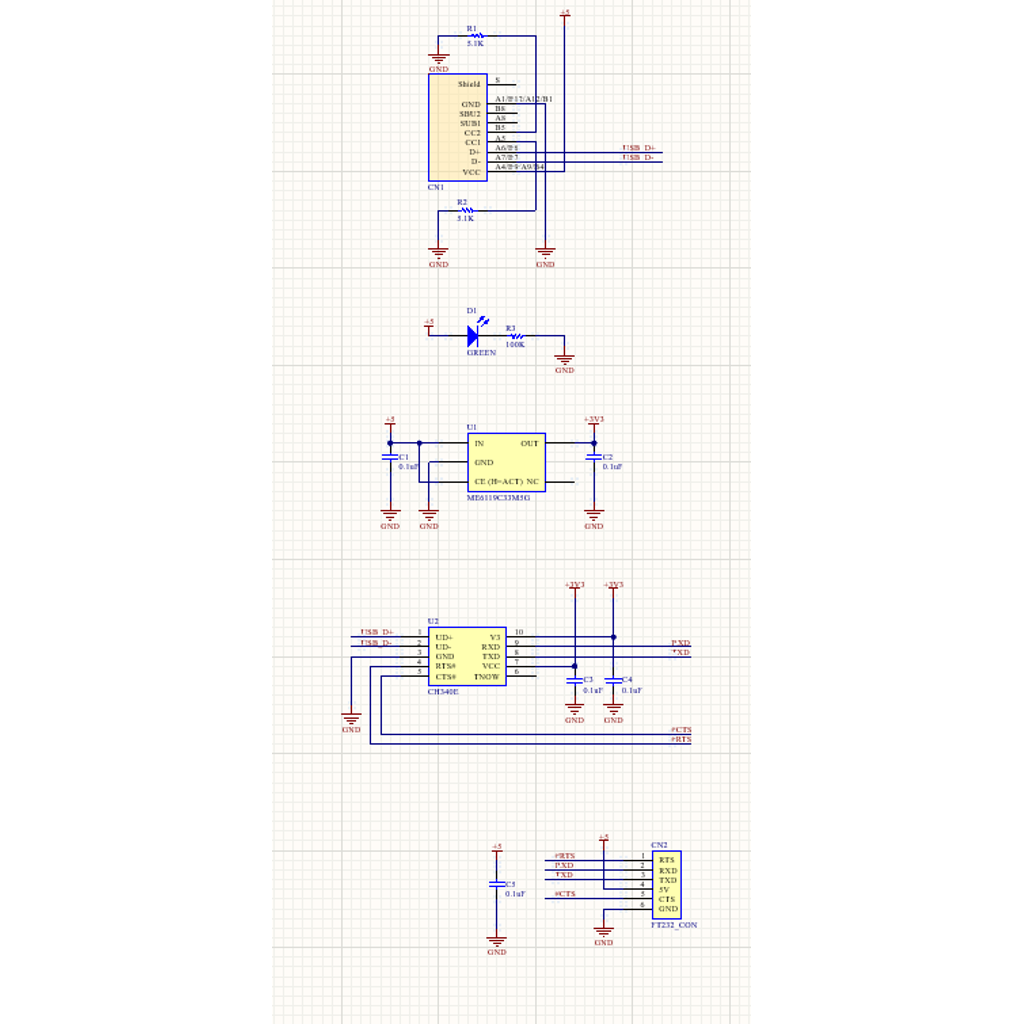 +5
R1
5.1K
GND
Shield S
GND A1/B12/A12/B1
SBU2 B8
SUB1 A8
CC2 B5
CC1 A5
D+ A6/B6 USB_D+
D- A7/B7 USB_D-
VCC A4/B9/A9/B4
CN1
R2
5.1K
GND GND
D1
+5
R3
GREEN 100K
GND
+5 +3V3
U1
IN OUT
C1 C2
GND
0.1uF 0.1uF
CE (H=ACT) NC
ME6119C33M5G
GND GND GND
+3V3 +3V3
U2
USB_D+ 1 UD+ V3 10
USB_D- 2 UD- RXD 9 RXD
3 GND TXD 8 TXD
4 RTS# VCC 7
5 CTS# TNOW 6
C3 C4
CH340E 0.1uF 0.1uF
GND GND GND
#CTS
#RTS
+5
+5 CN2
#RTS 1 RTS
RXD 2 RXD
TXD 3 TXD
C5 4 5V
0.1uF #CTS 5 CTS
6 GND
FT232_CON
GND GND